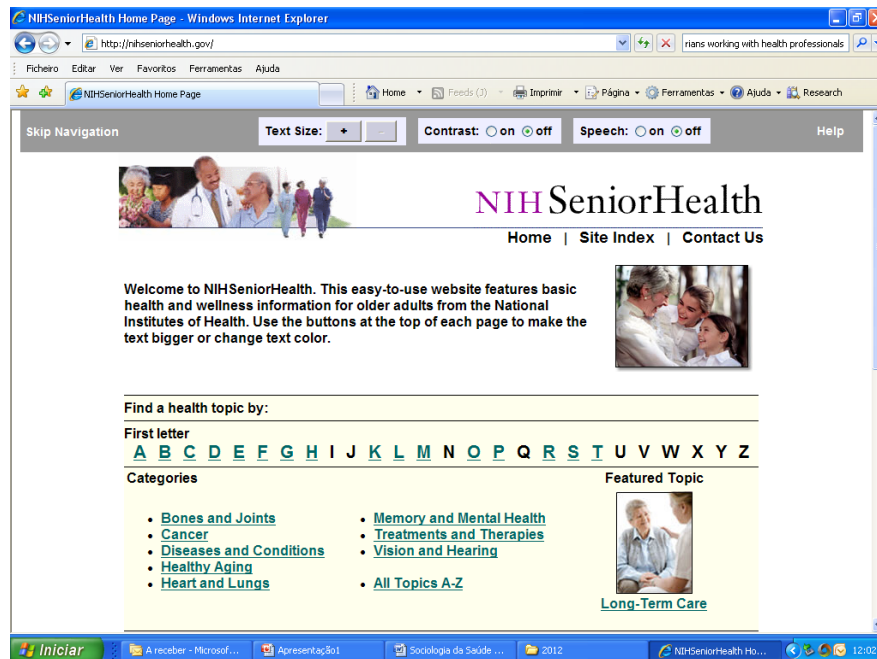 NIHSeniorHealth Home Page - Windows Internet Explorer
http://nihseniorhealth.gov/
rians working with health professionals
Ficheiro Editar Ver Favoritos Ferramentas Ajuda
NIHSeniorHealth Home Page Home Feeds (J) Imprimir Página Ferramentas Ajuda Research
Skip Navigation Text Size: + - Contrast: on off Speech: on off Help
NIH SeniorHealth
Home | Site Index | Contact Us
Welcome to NIHSeniorHealth. This easy-to-use website features basic
health and wellness information for older adults from the National
Institutes of Health. Use the buttons at the top of each page to make the
text bigger or change text color.
Find a health topic by:
First letter
A B C D E F G H I J K L M N O P Q R S T U V W X Y Z
Categories
Bones and Joints
Cancer
Diseases and Conditions
Healthy Aging
Heart and Lungs
Memory and Mental Health
Treatments and Therapies
Vision and Hearing
All Topics A-Z
Featured Topic
Long-Term Care
Iniciar A receber - Microsof... Apresentação1 Sociologia da Saúde ... 2012 NIHSeniorHealth Ho... 12:02